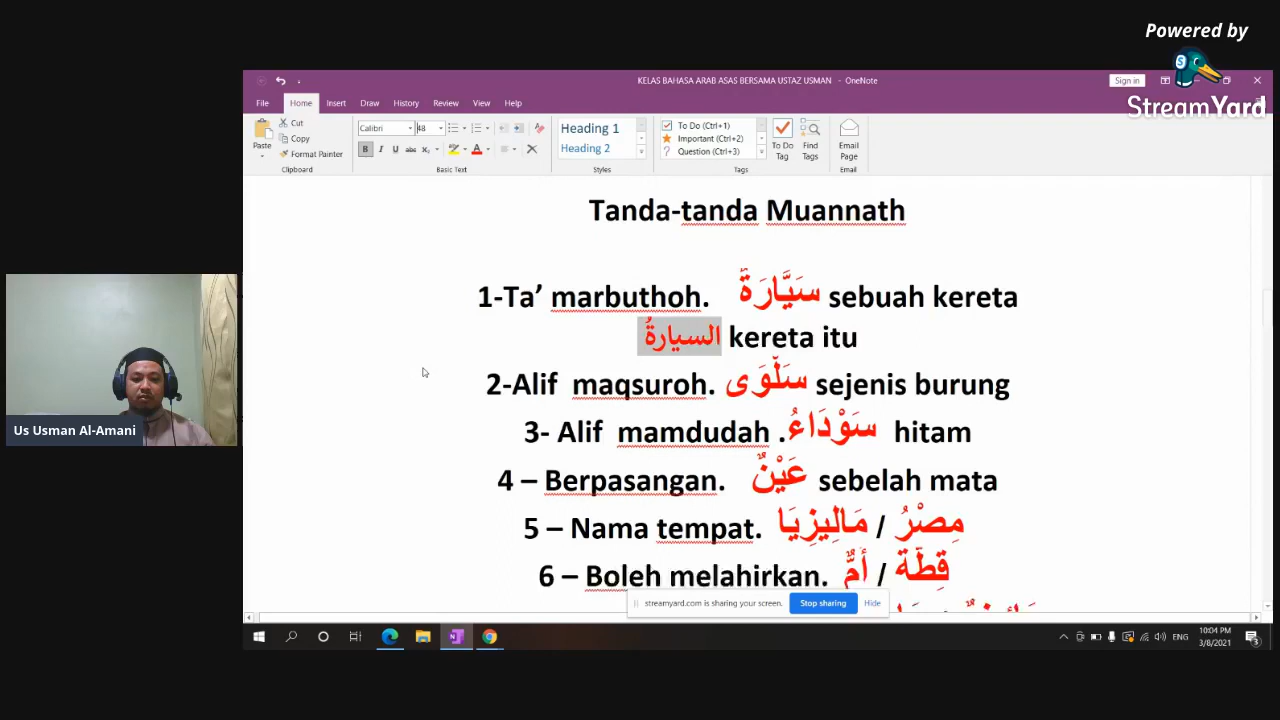 Powered by
StreamYard
KELAS BAHASA ARAB ASAS BERSAMA USTAZ USMAN - OneNote
Sign in
File Home Insert Draw History Review View Help
Paste
Cut
Copy
Format Painter
Clipboard
Calibri 48
Basic Text
Heading 1
Heading 2
Styles
To Do (Ctrl+1)
Important (Ctrl+2)
Question (Ctrl+3)
To Do Tag
Find Tags
Tags
Email Page
Email
Tanda-tanda Muannath
1-Ta’ marbuthoh. سَيَّارَةٌ sebuah kereta
السيارةُ kereta itu
2-Alif maqsuroh. سَلْوَى sejenis burung
3- Alif mamdudah . سَوْدَاءُ hitam
4 – Berpasangan. عَيْنٌ sebelah mata
5 – Nama tempat. مَالِيزِيَا / مِصْرُ
6 – Boleh melahirkan. أمٌّ / قِطّة
Us Usman Al-Amani
streamyard.com is sharing your screen.
Stop sharing
Hide
ENG
10:04 PM
3/8/2021